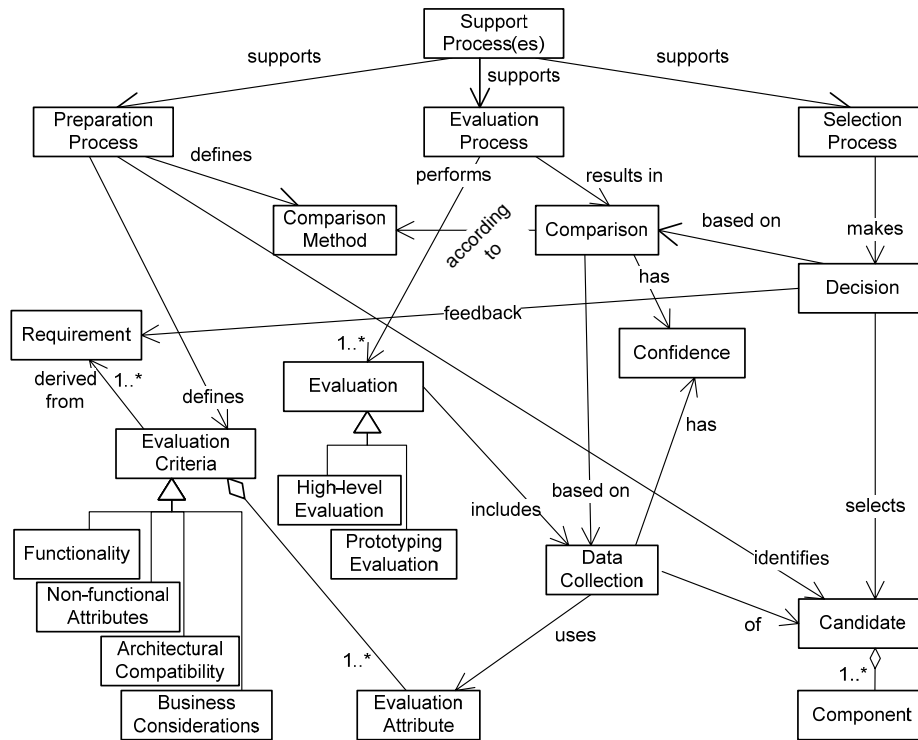 Support
Process(es)
supports
supports
supports
Preparation
Process
Evaluation
Process
Selection
Process
defines
performs
results in
Comparison
Method
according
to
Comparison
based on
makes
has
Decision
feedback
Requirement
1..*
Confidence
derived
from
1..*
Evaluation
defines
has
Evaluation
Criteria
High-level
Evaluation
based on
includes
selects
Functionality
Prototyping
Evaluation
Data
Collection
identifies
Non-functional
Attributes
Candidate
uses
of
Architectural
Compatibility
1..*
1..*
Business
Considerations
Evaluation
Attribute
Component